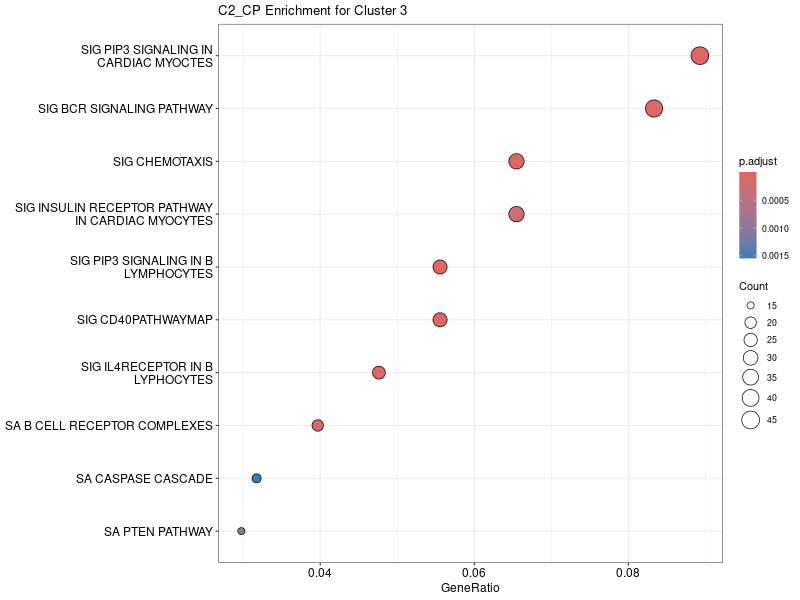 C2_CP Enrichment for Cluster 3
SIG PIP3 SIGNALING IN
CARDIAC MYOCTES
SIG BCR SIGNALING PATHWAY
SIG CHEMOTAXIS
SIG INSULIN RECEPTOR PATHWAY
IN CARDIAC MYOCYTES
SIG PIP3 SIGNALING IN B
LYMPHOCYTES
SIG CD40PATHWAYMAP
SIG IL4RECEPTOR IN B
LYPHOCYTES
SA B CELL RECEPTOR COMPLEXES
SA CASPASE CASCADE
SA PTEN PATHWAY
0.04
0.06
0.08
GeneRatio
p.adjust
0.0005
0.0010
0.0015
Count
15
20
25
30
35
40
45